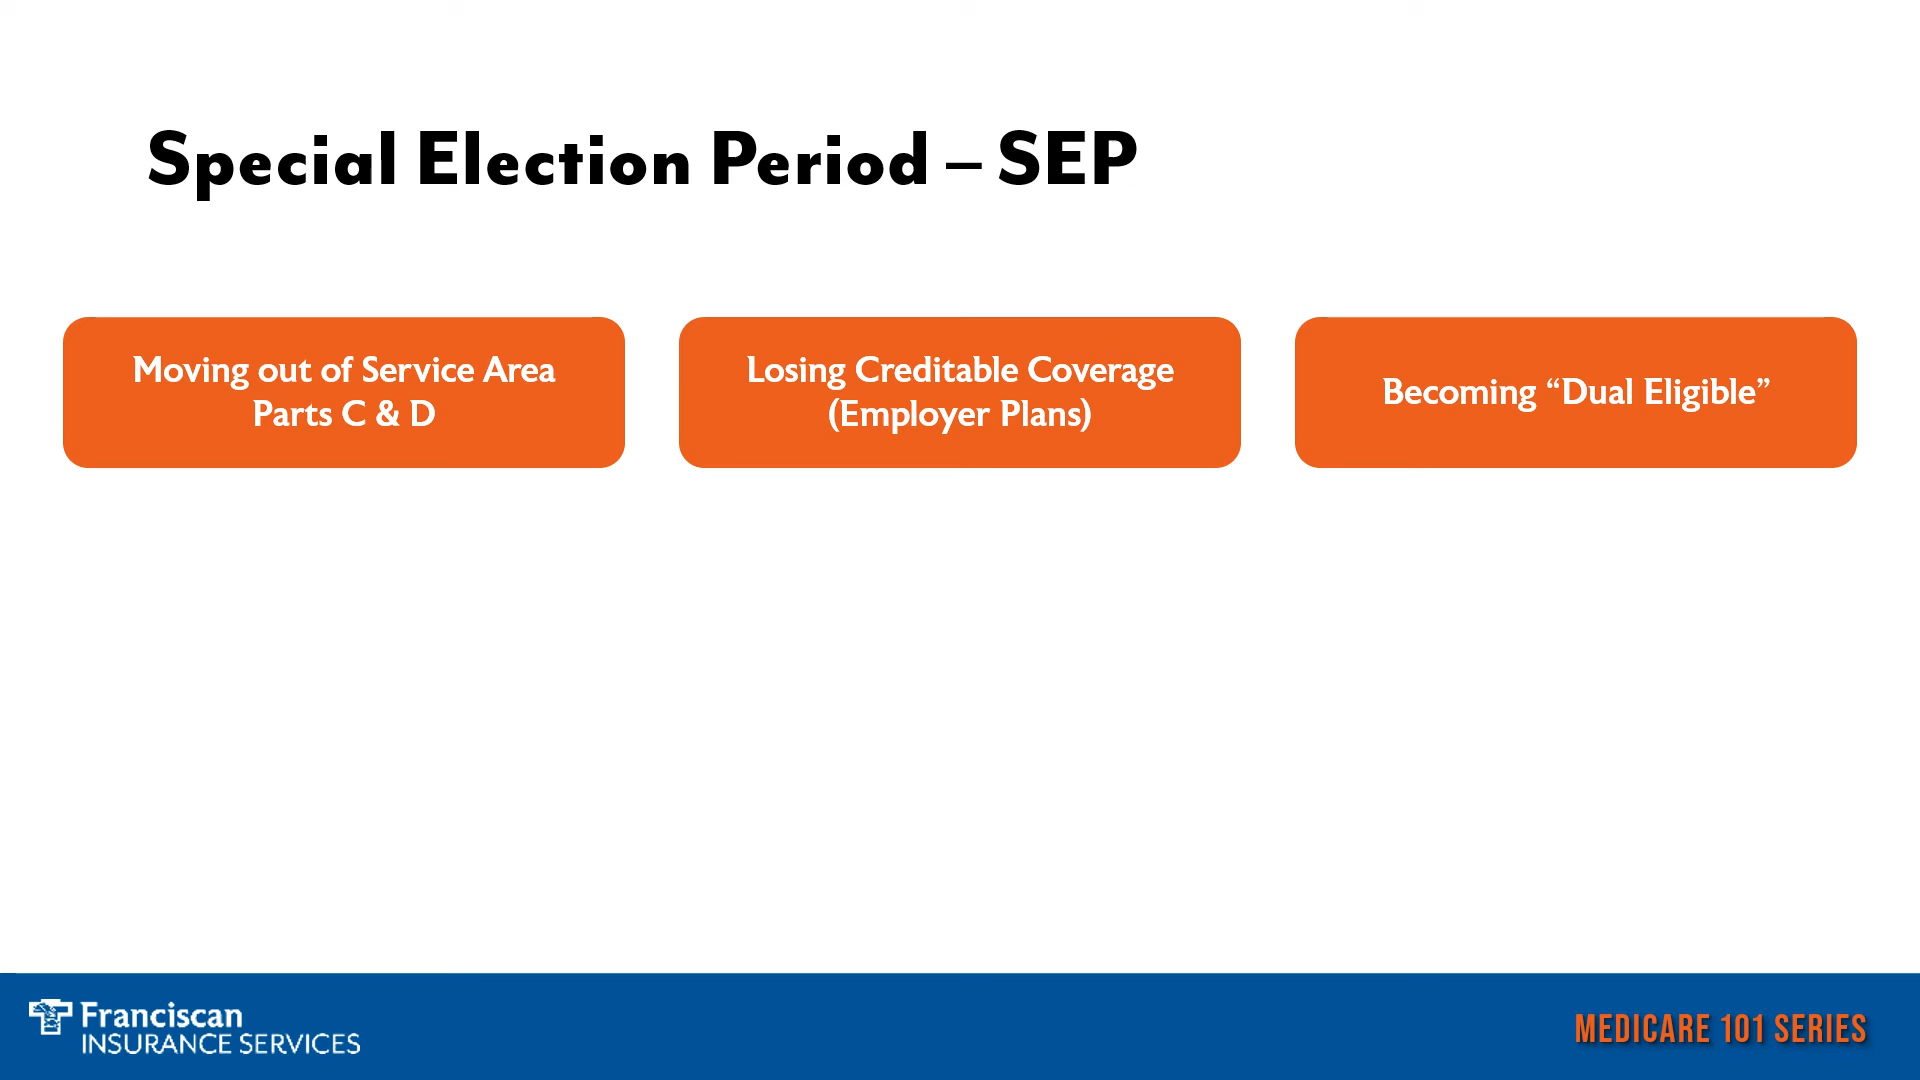 Special Election Period – SEP
Moving out of Service Area
Parts C & D
Losing Creditable Coverage
(Employer Plans)
Becoming “Dual Eligible”
Franciscan
INSURANCE SERVICES
MEDICARE 101 SERIES